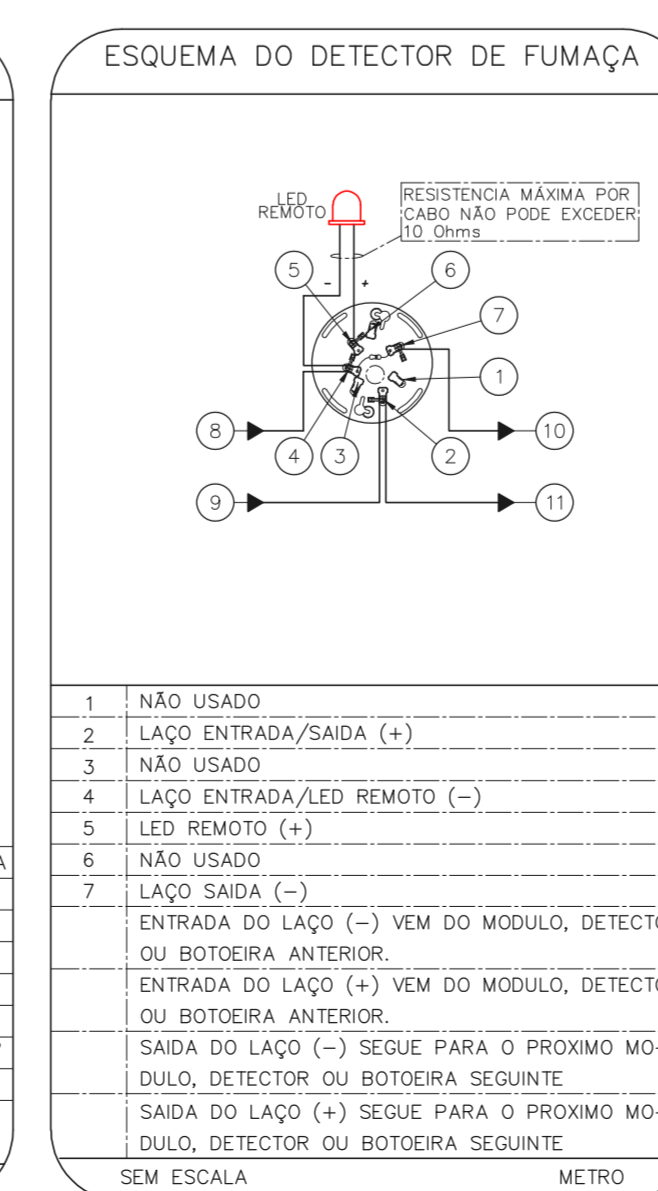 ESQUEMA DO DETECTOR DE FUMAÇA
LED
REMOTO
RESISTENCIA MÁXIMA POR
CABO NÃO PODE EXCEDER
10 Ohms
5
6
- +
7
1
8
10
4
3
2
9
11
1 NÃO USADO
2 LAÇO ENTRADA/SAIDA (+)
3 NÃO USADO
4 LAÇO ENTRADA/LED REMOTO (-)
5 LED REMOTO (+)
A
6 NÃO USADO
7 LAÇO SAIDA (-)
ENTRADA DO LAÇO (-) VEM DO MODULO, DETECTO
OU BOTOEIRA ANTERIOR.
ENTRADA DO LAÇO (+) VEM DO MODULO, DETECTO
OU BOTOEIRA ANTERIOR.
SAIDA DO LAÇO (-) SEGUE PARA O PROXIMO MO-
DULO, DETECTOR OU BOTOEIRA SEGUINTE
SAIDA DO LAÇO (+) SEGUE PARA O PROXIMO MO-
DULO, DETECTOR OU BOTOEIRA SEGUINTE
SEM ESCALA METRO